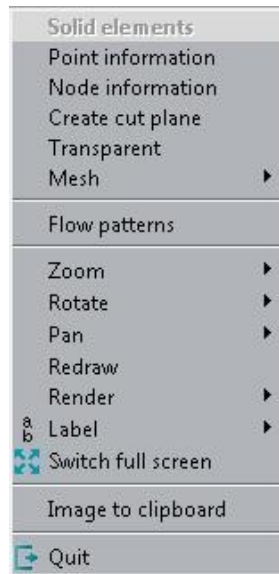 Solid elements
Point information
Node information
Create cut plane
Transparent
Mesh
Flow patterns
Zoom
Rotate
Pan
Redraw
Render
a
b
Label
Switch full screen
Image to clipboard
Quit